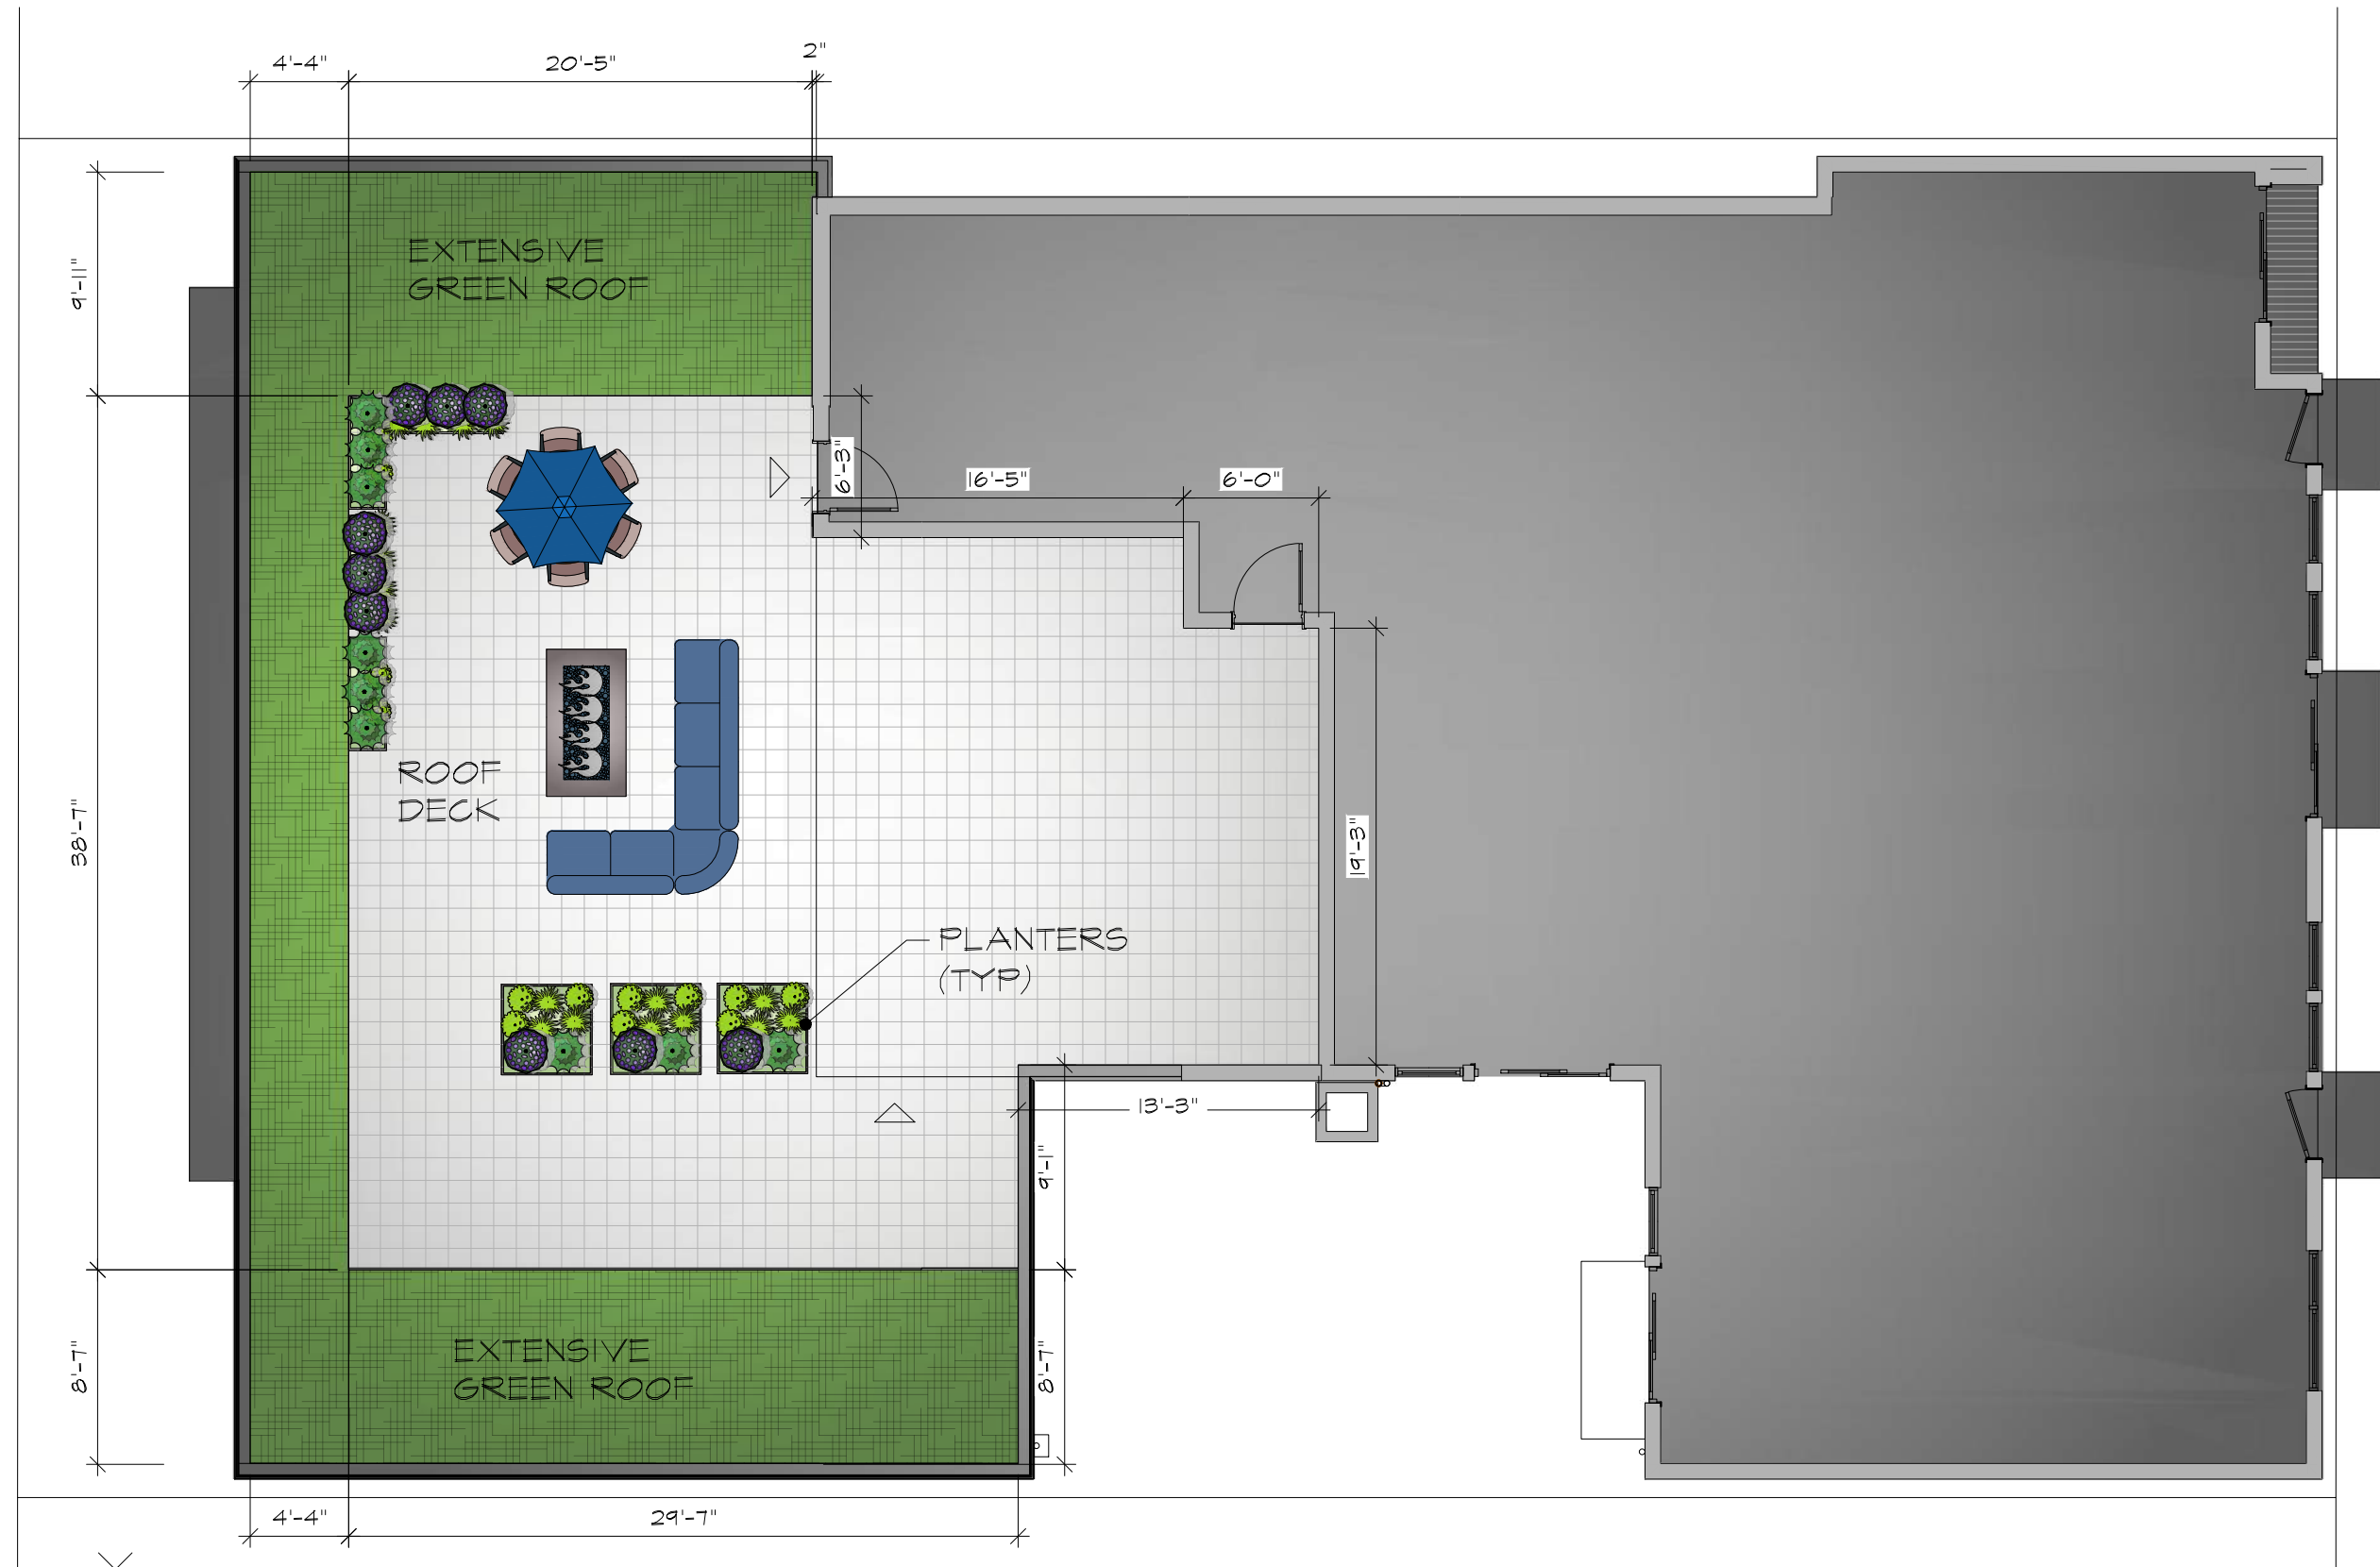 2"
4'-4"
20'-5"
9'-11"
EXTENSIVE
GREEN ROOF
6'-3"
16'-5"
6'-0"
ROOF
DECK
38'-7"
19'-3"
PLANTERS
(TYP)
13'-3"
9'-1"
EXTENSIVE
GREEN ROOF
8'-7"
8'-7"
4'-4"
29'-7"